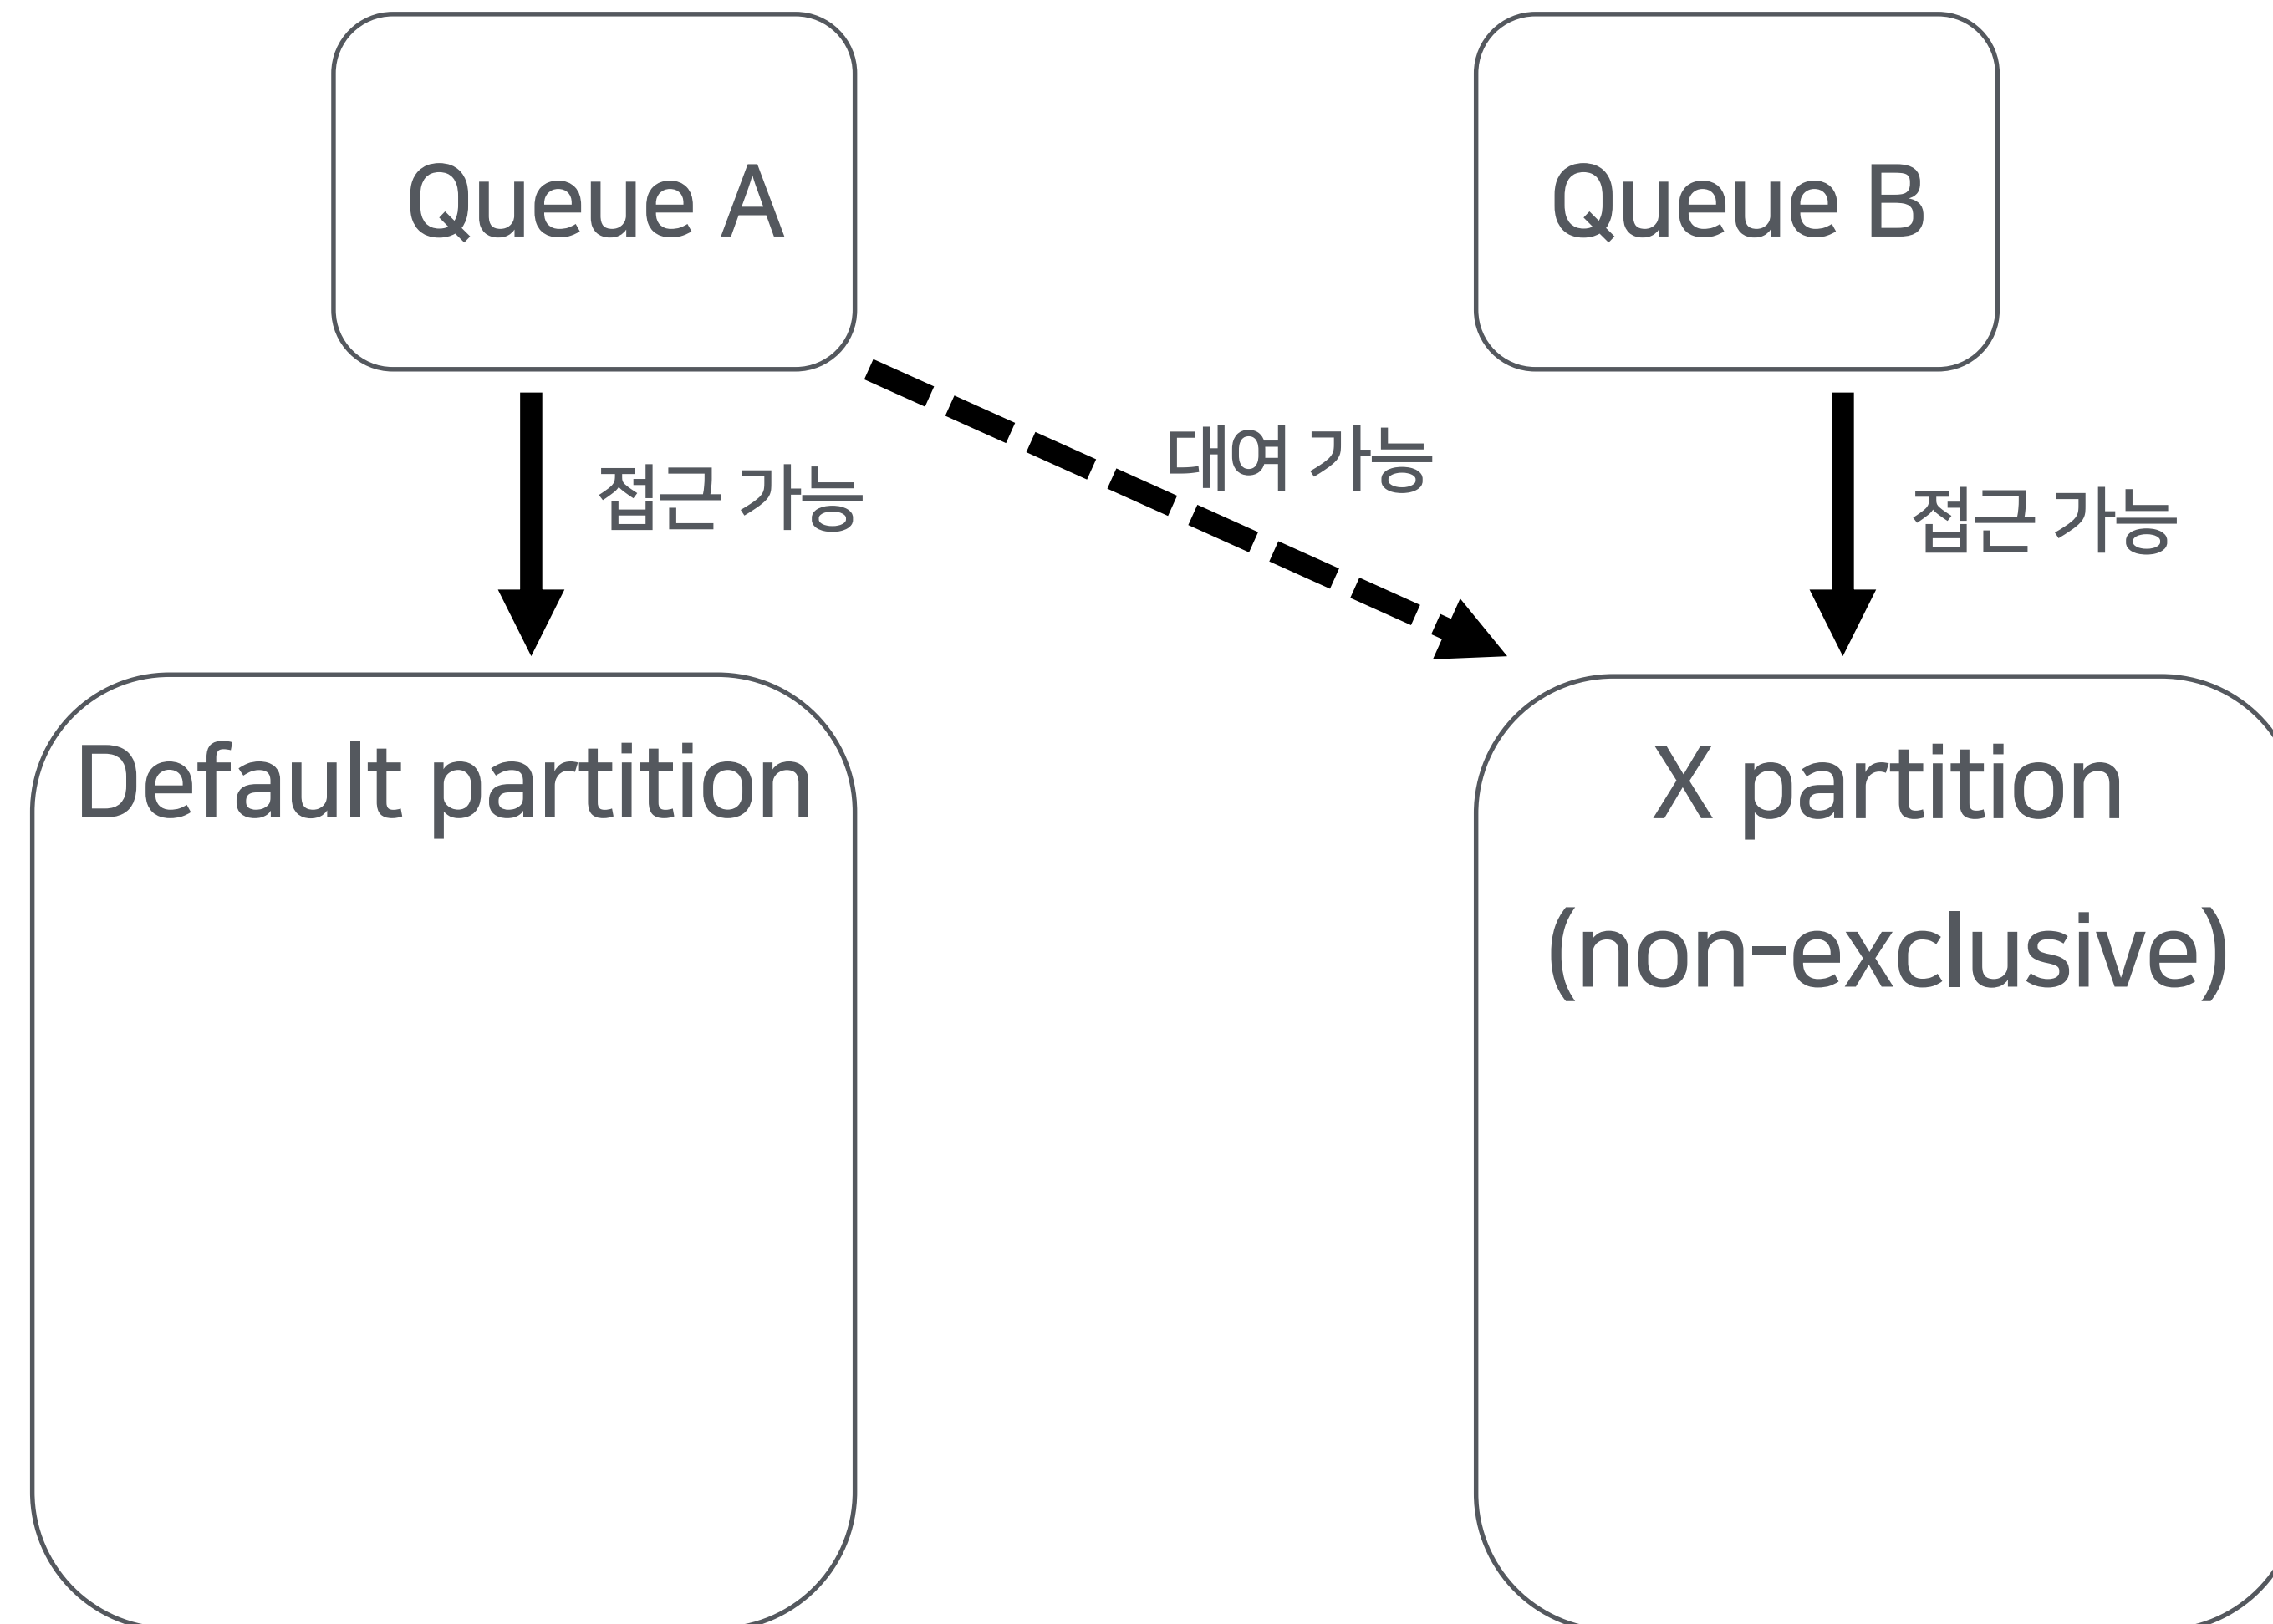 Queue A
Queue B
대여 가능
접근 가능
접근 가능
Default partition
X partition
(non-exclusive)